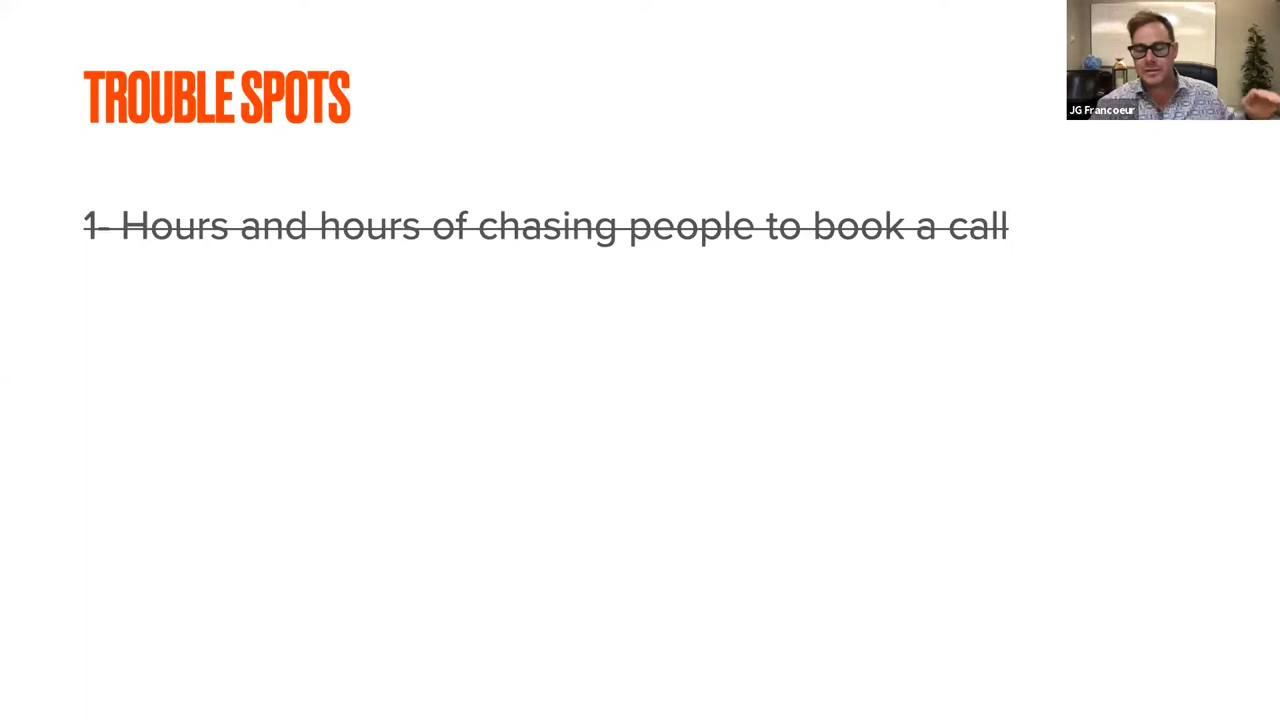 TROUBLE SPOTS
JG Francoeur
1- Hours and hours of chasing people to book a call